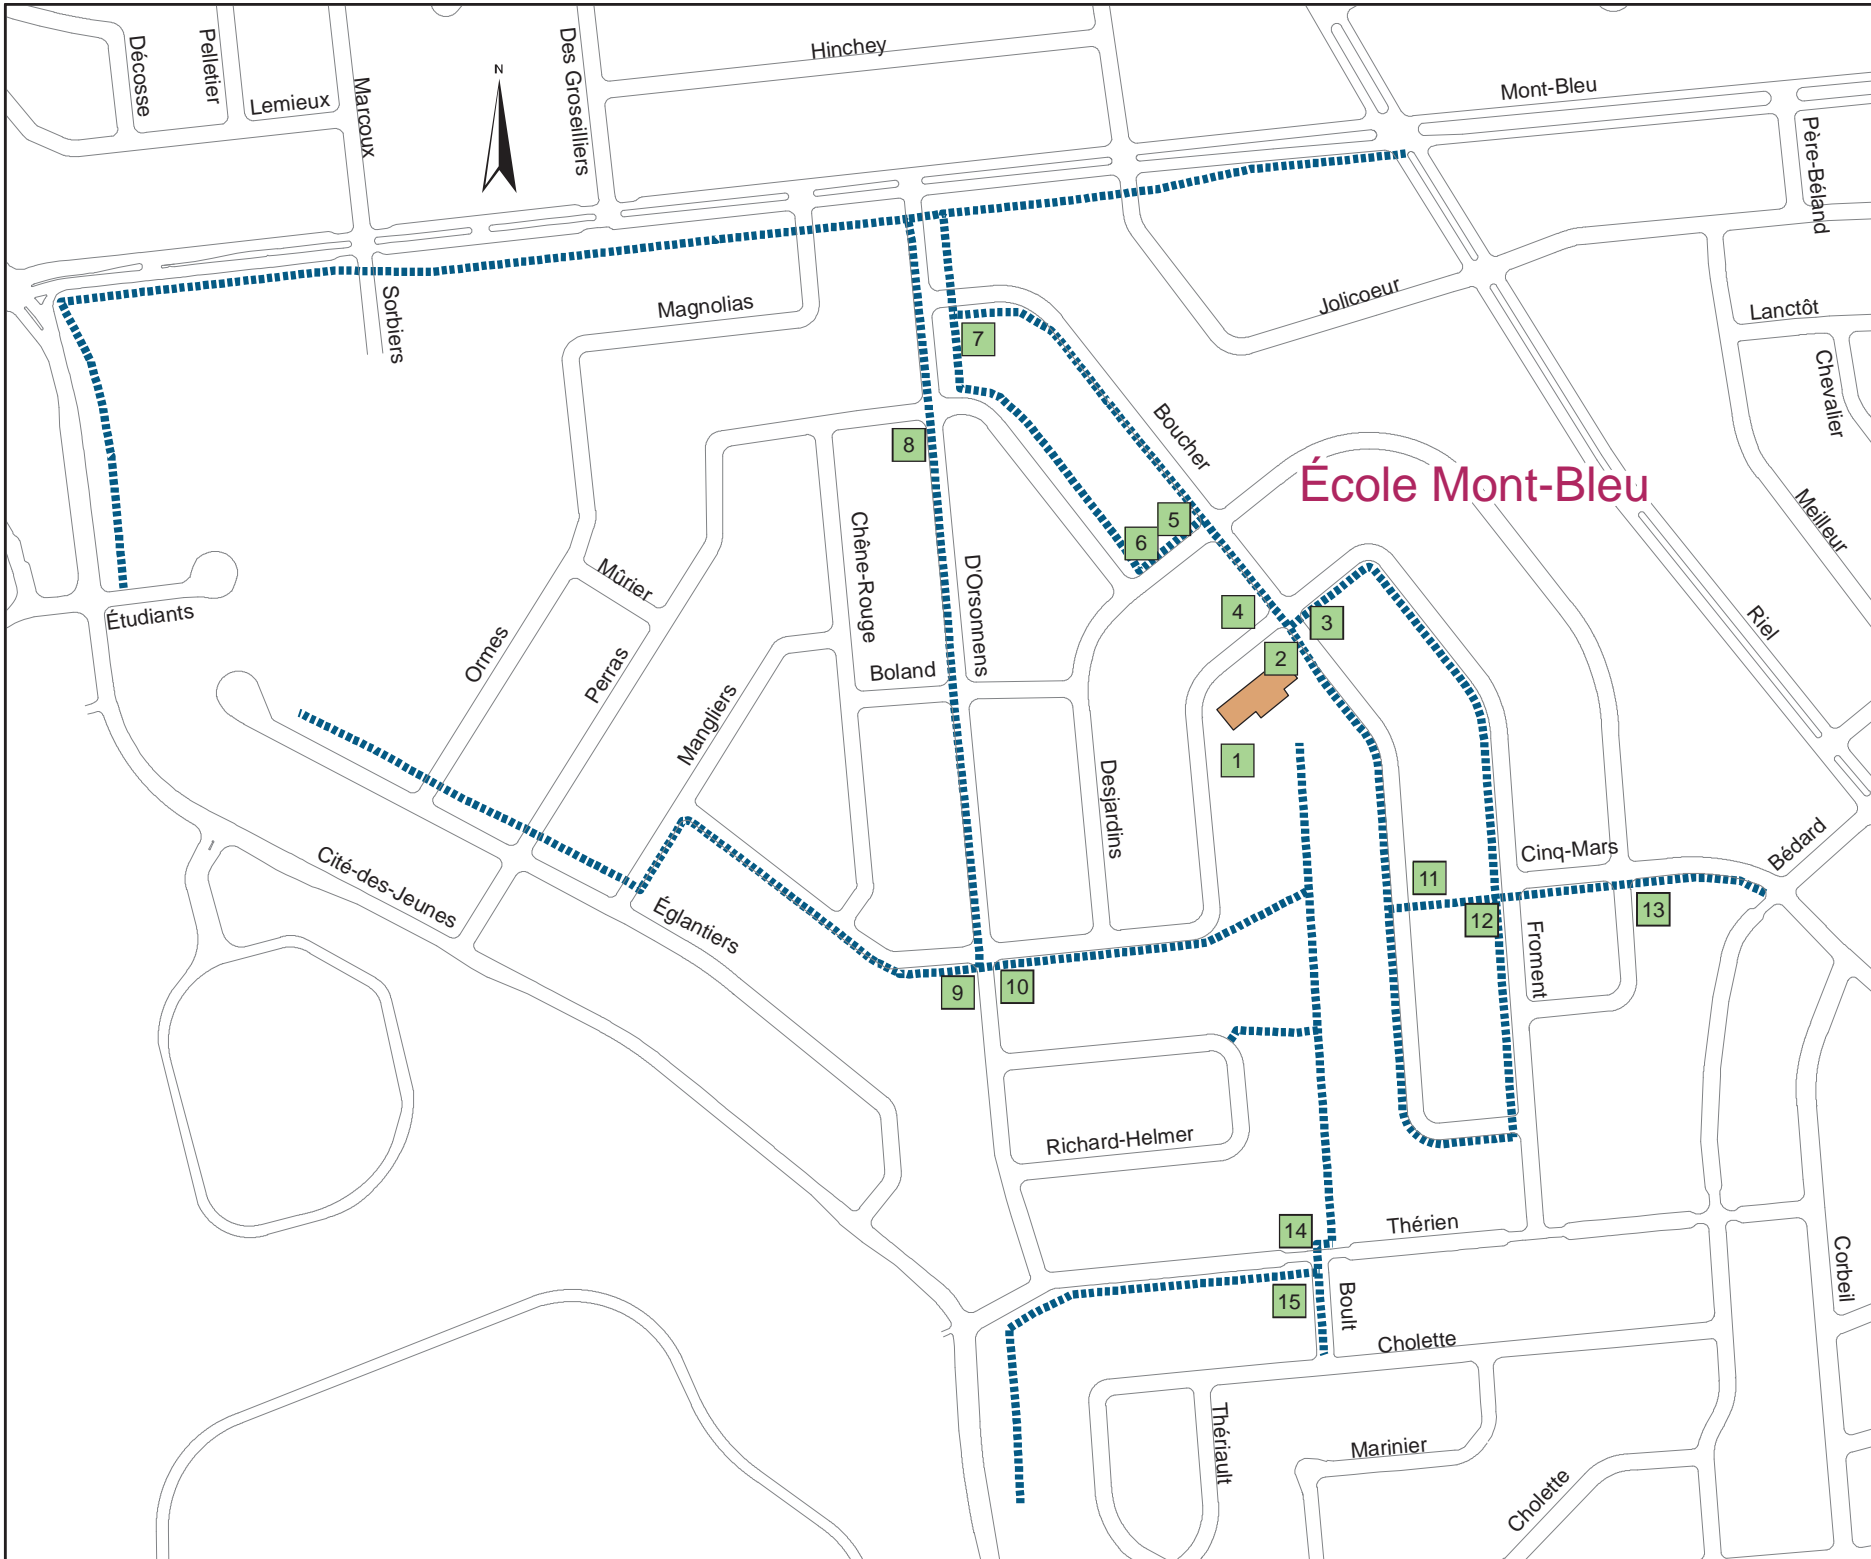 Décosse
Pelletier
Lemieux
Marcoux
N
Des Groseilliers
Hinchey
Mont-Bleu
Père-Béland
Sorbiers
Magnolias
Jolicoeur
Lanctôt
Chevalier
7
Boucher
8
École Mont-Bleu
Meilleur
5
6
Chêne-Rouge
D'Orsonnens
Mûrier
Étudiants
4
3
Riel
Ormes
Perras
Boland
2
Mangliers
1
Desjardins
Cité-des-Jeunes
Églantiers
11
Cinq-Mars
Bédard
12
13
Froment
9
10
Richard-Helmer
14
Thérien
15
Boult
Corbeil
Cholette
Thériault
Marinier
Cholette